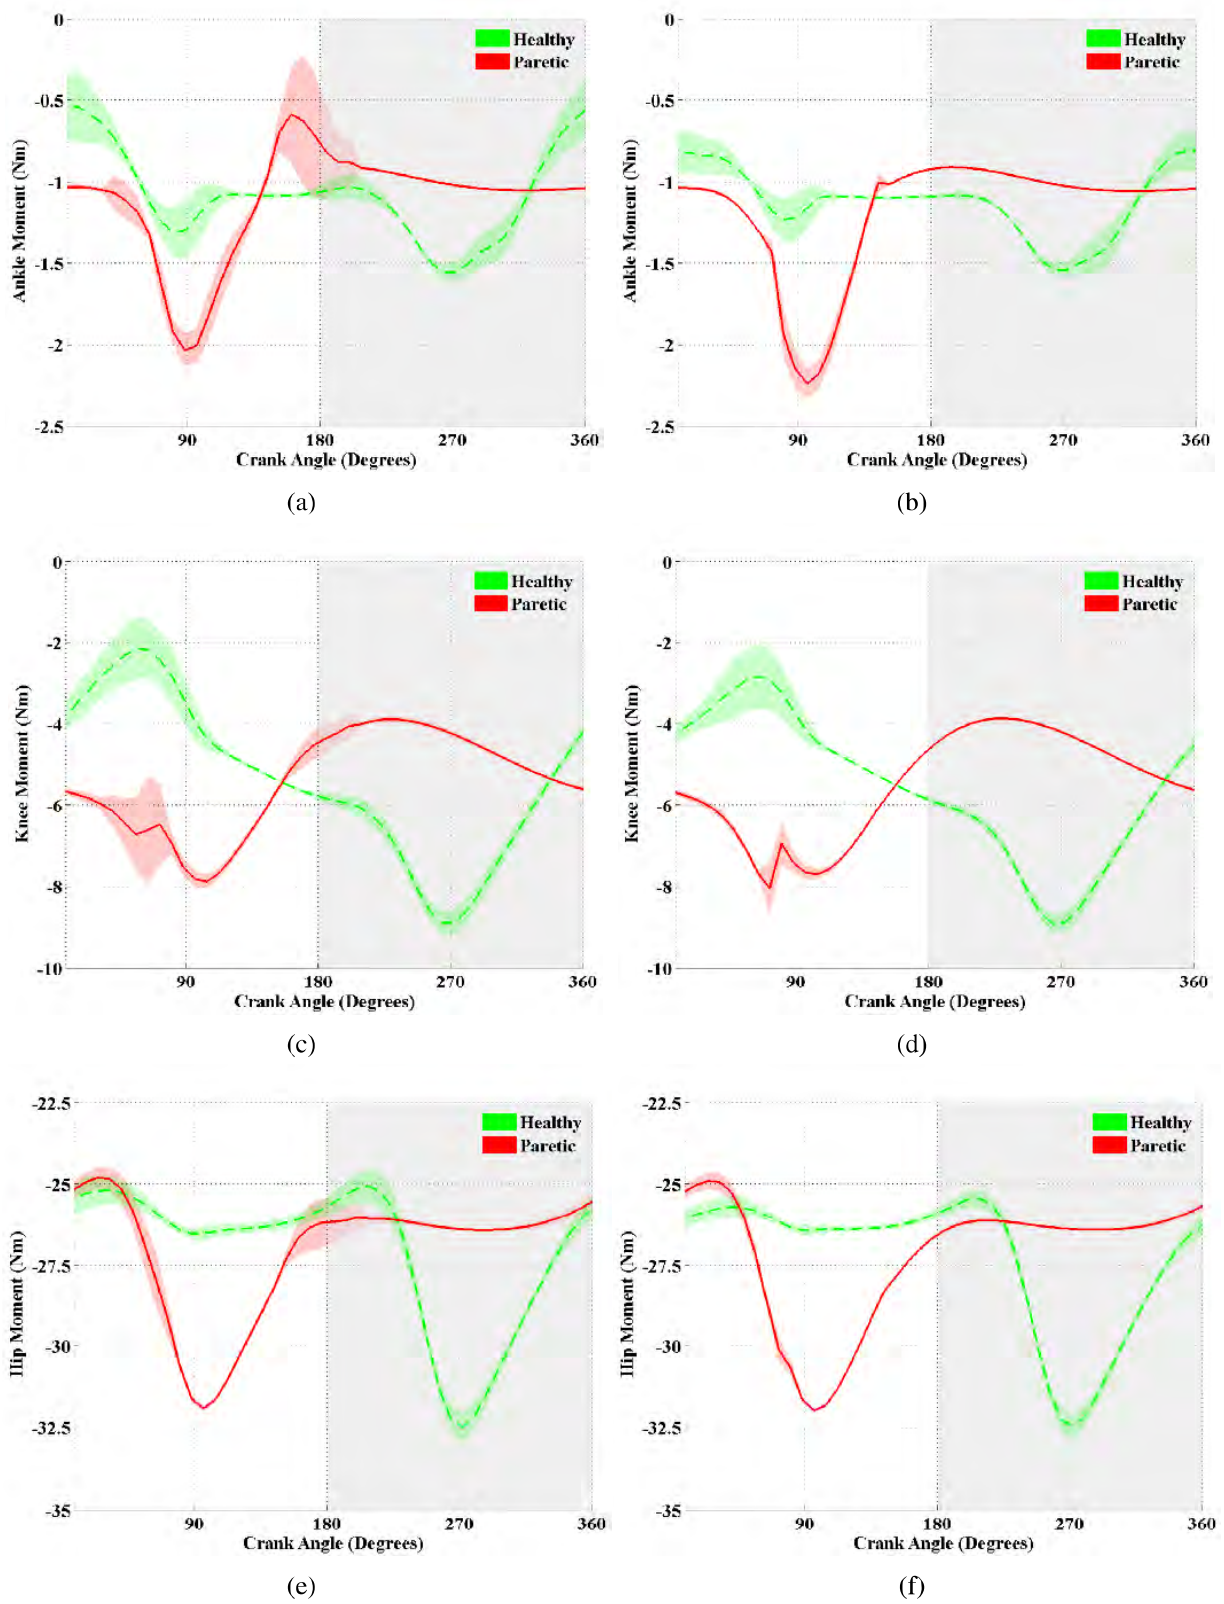 0
-0.5
-1
-1.5
-2
-2.5
Ankle Moment (Nm)
Healthy
Paretic
90 180 270 360
Crank Angle (Degrees)
(a)
0
-0.5
-1
-1.5
-2
-2.5
Ankle Moment (Nm)
Healthy
Paretic
90 180 270 360
Crank Angle (Degrees)
(b)
0
-2
-4
-6
-8
-10
Knee Moment (Nm)
Healthy
Paretic
90 180 270 360
Crank Angle (Degrees)
(c)
0
-2
-4
-6
-8
-10
Knee Moment (Nm)
Healthy
Paretic
90 180 270 360
Crank Angle (Degrees)
(d)
-22.5
-25
-27.5
-30
-32.5
-35
Hip Moment (Nm)
Healthy
Paretic
90 180 270 360
Crank Angle (Degrees)
(e)
-22.5
-25
-27.5
-30
-32.5
-35
Hip Moment (Nm)
Healthy
Paretic
90 180 270 360
Crank Angle (Degrees)
(f)